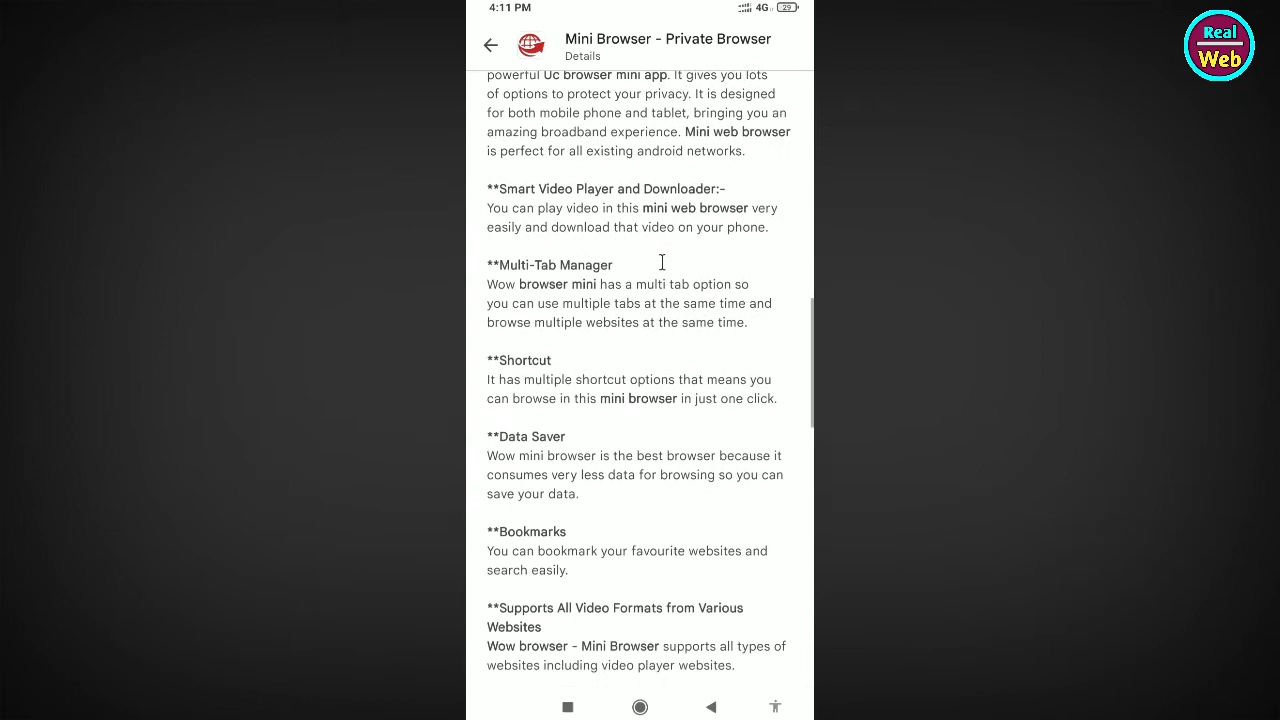 4:11 PM
4G
29
Real
Web
Mini Browser - Private Browser
Details
powerful Uc browser mini app. It gives you lots
of options to protect your privacy. It is designed
for both mobile phone and tablet, bringing you an
amazing broadband experience. Mini web browser
is perfect for all existing android networks.
**Smart Video Player and Downloader:-
You can play video in this mini web browser very
easily and download that video on your phone.
**Multi-Tab Manager
Wow browser mini has a multi tab option so
you can use multiple tabs at the same time and
browse multiple websites at the same time.
**Shortcut
It has multiple shortcut options that means you
can browse in this mini browser in just one click.
**Data Saver
Wow mini browser is the best browser because it
consumes very less data for browsing so you can
save your data.
**Bookmarks
You can bookmark your favourite websites and
search easily.
**Supports All Video Formats from Various
Websites
Wow browser - Mini Browser supports all types of
websites including video player websites.